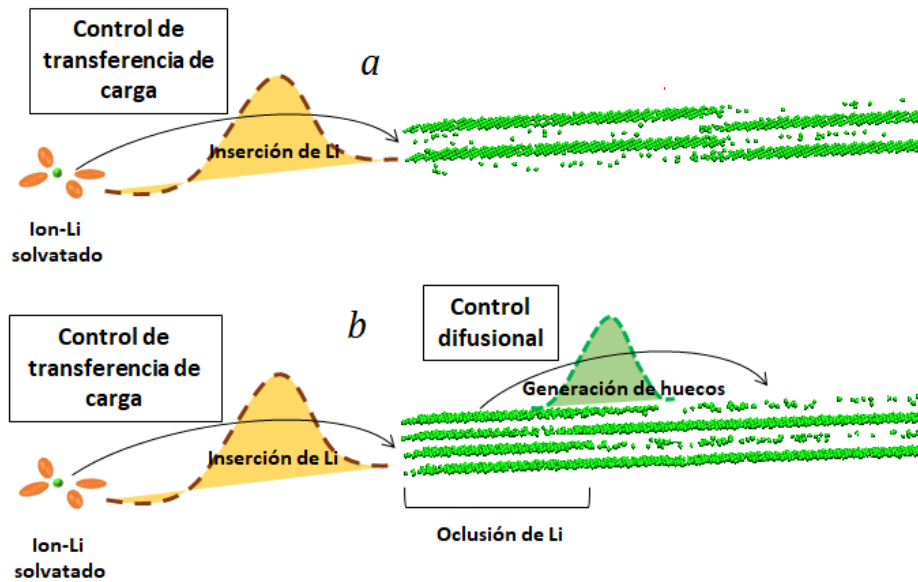 Control de
transferencia de
carga
a
Inserción de Li
Ion-Li
solvatado
Control de
transferencia de
carga
b
Control
difusional
Generación de huecos
Inserción de Li
Oclusión de Li
Ion-Li
solvatado